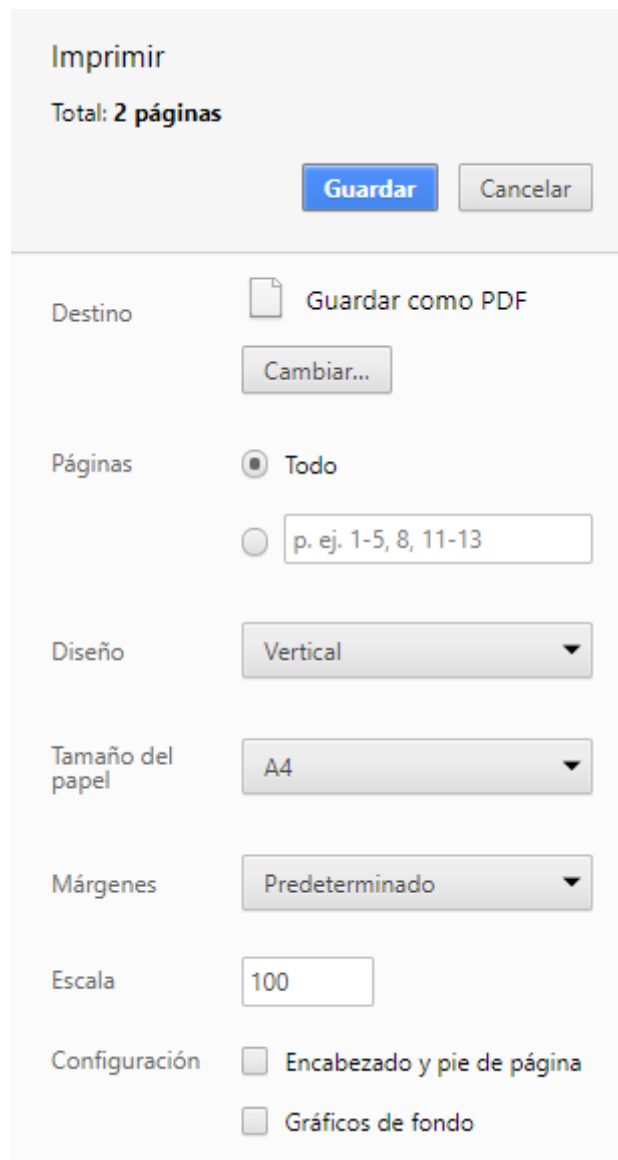 Imprimir
Total: 2 páginas
Guardar
Cancelar
Destino
Guardar como PDF
Cambiar...
Páginas
Todo
p. ej. 1-5, 8, 11-13
Diseño
Vertical
Tamaño del
papel
A4
Márgenes
Predeterminado
Escala
100
Configuración
Encabezado y pie de página
Gráficos de fondo